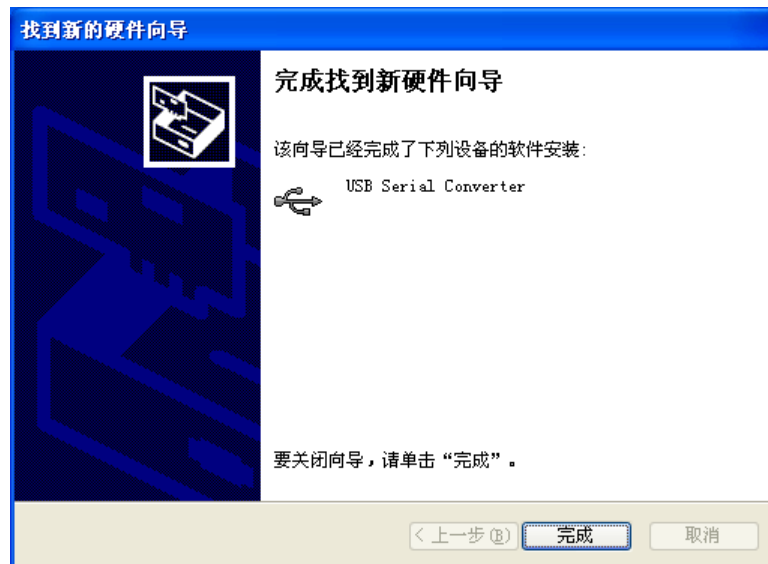 找到新的硬件向导
完成找到新硬件向导
该向导已经完成了下列设备的软件安装:
USB Serial Converter
要关闭向导，请单击“完成”。
< 上一步(B)
完成
取消